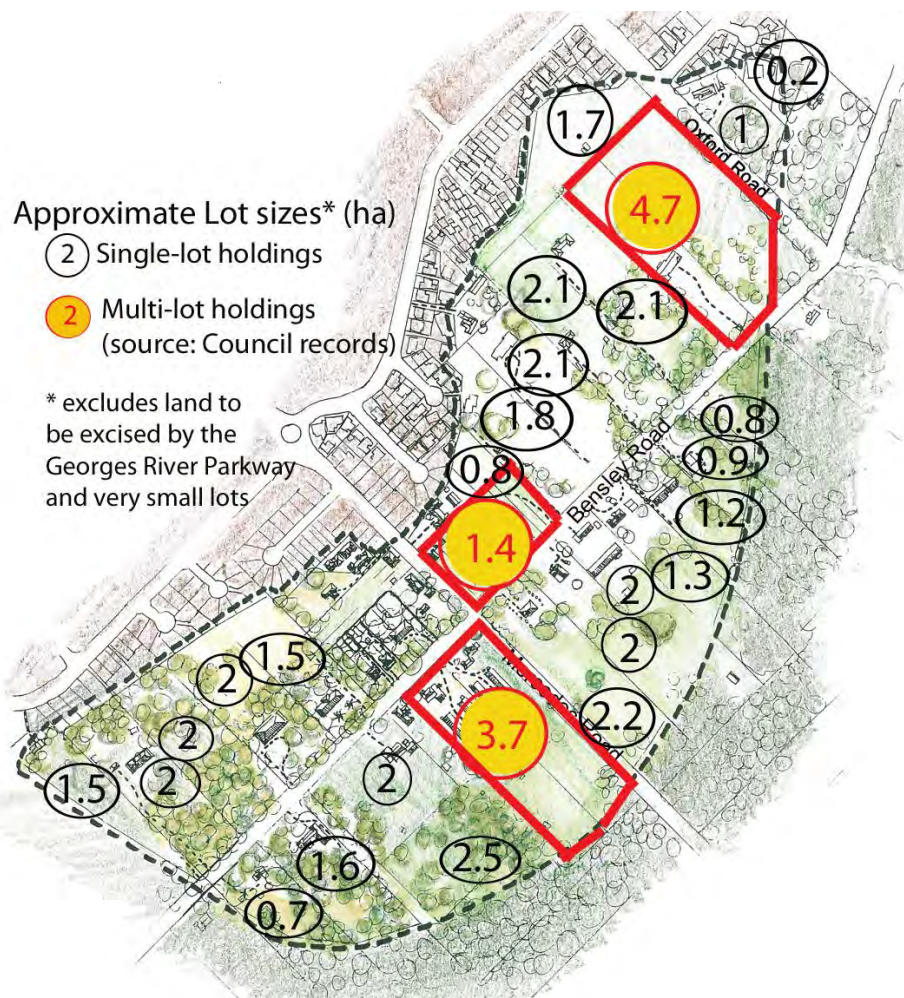 0.2
1.7
1
Oxford Road
4.7
Approximate Lot sizes* (ha)
2 Single-lot holdings
2 Multi-lot holdings
(source: Council records)
* excludes land to
be excised by the
Georges River Parkway
and very small lots
2.1
2.1
2.1
1.8
0.8
0.8
0.9
Bensley Road
1.2
1.4
1.3
2
2
1.5
2
2.2
3.7
2
2
1.5
2
1.6
2.5
0.7